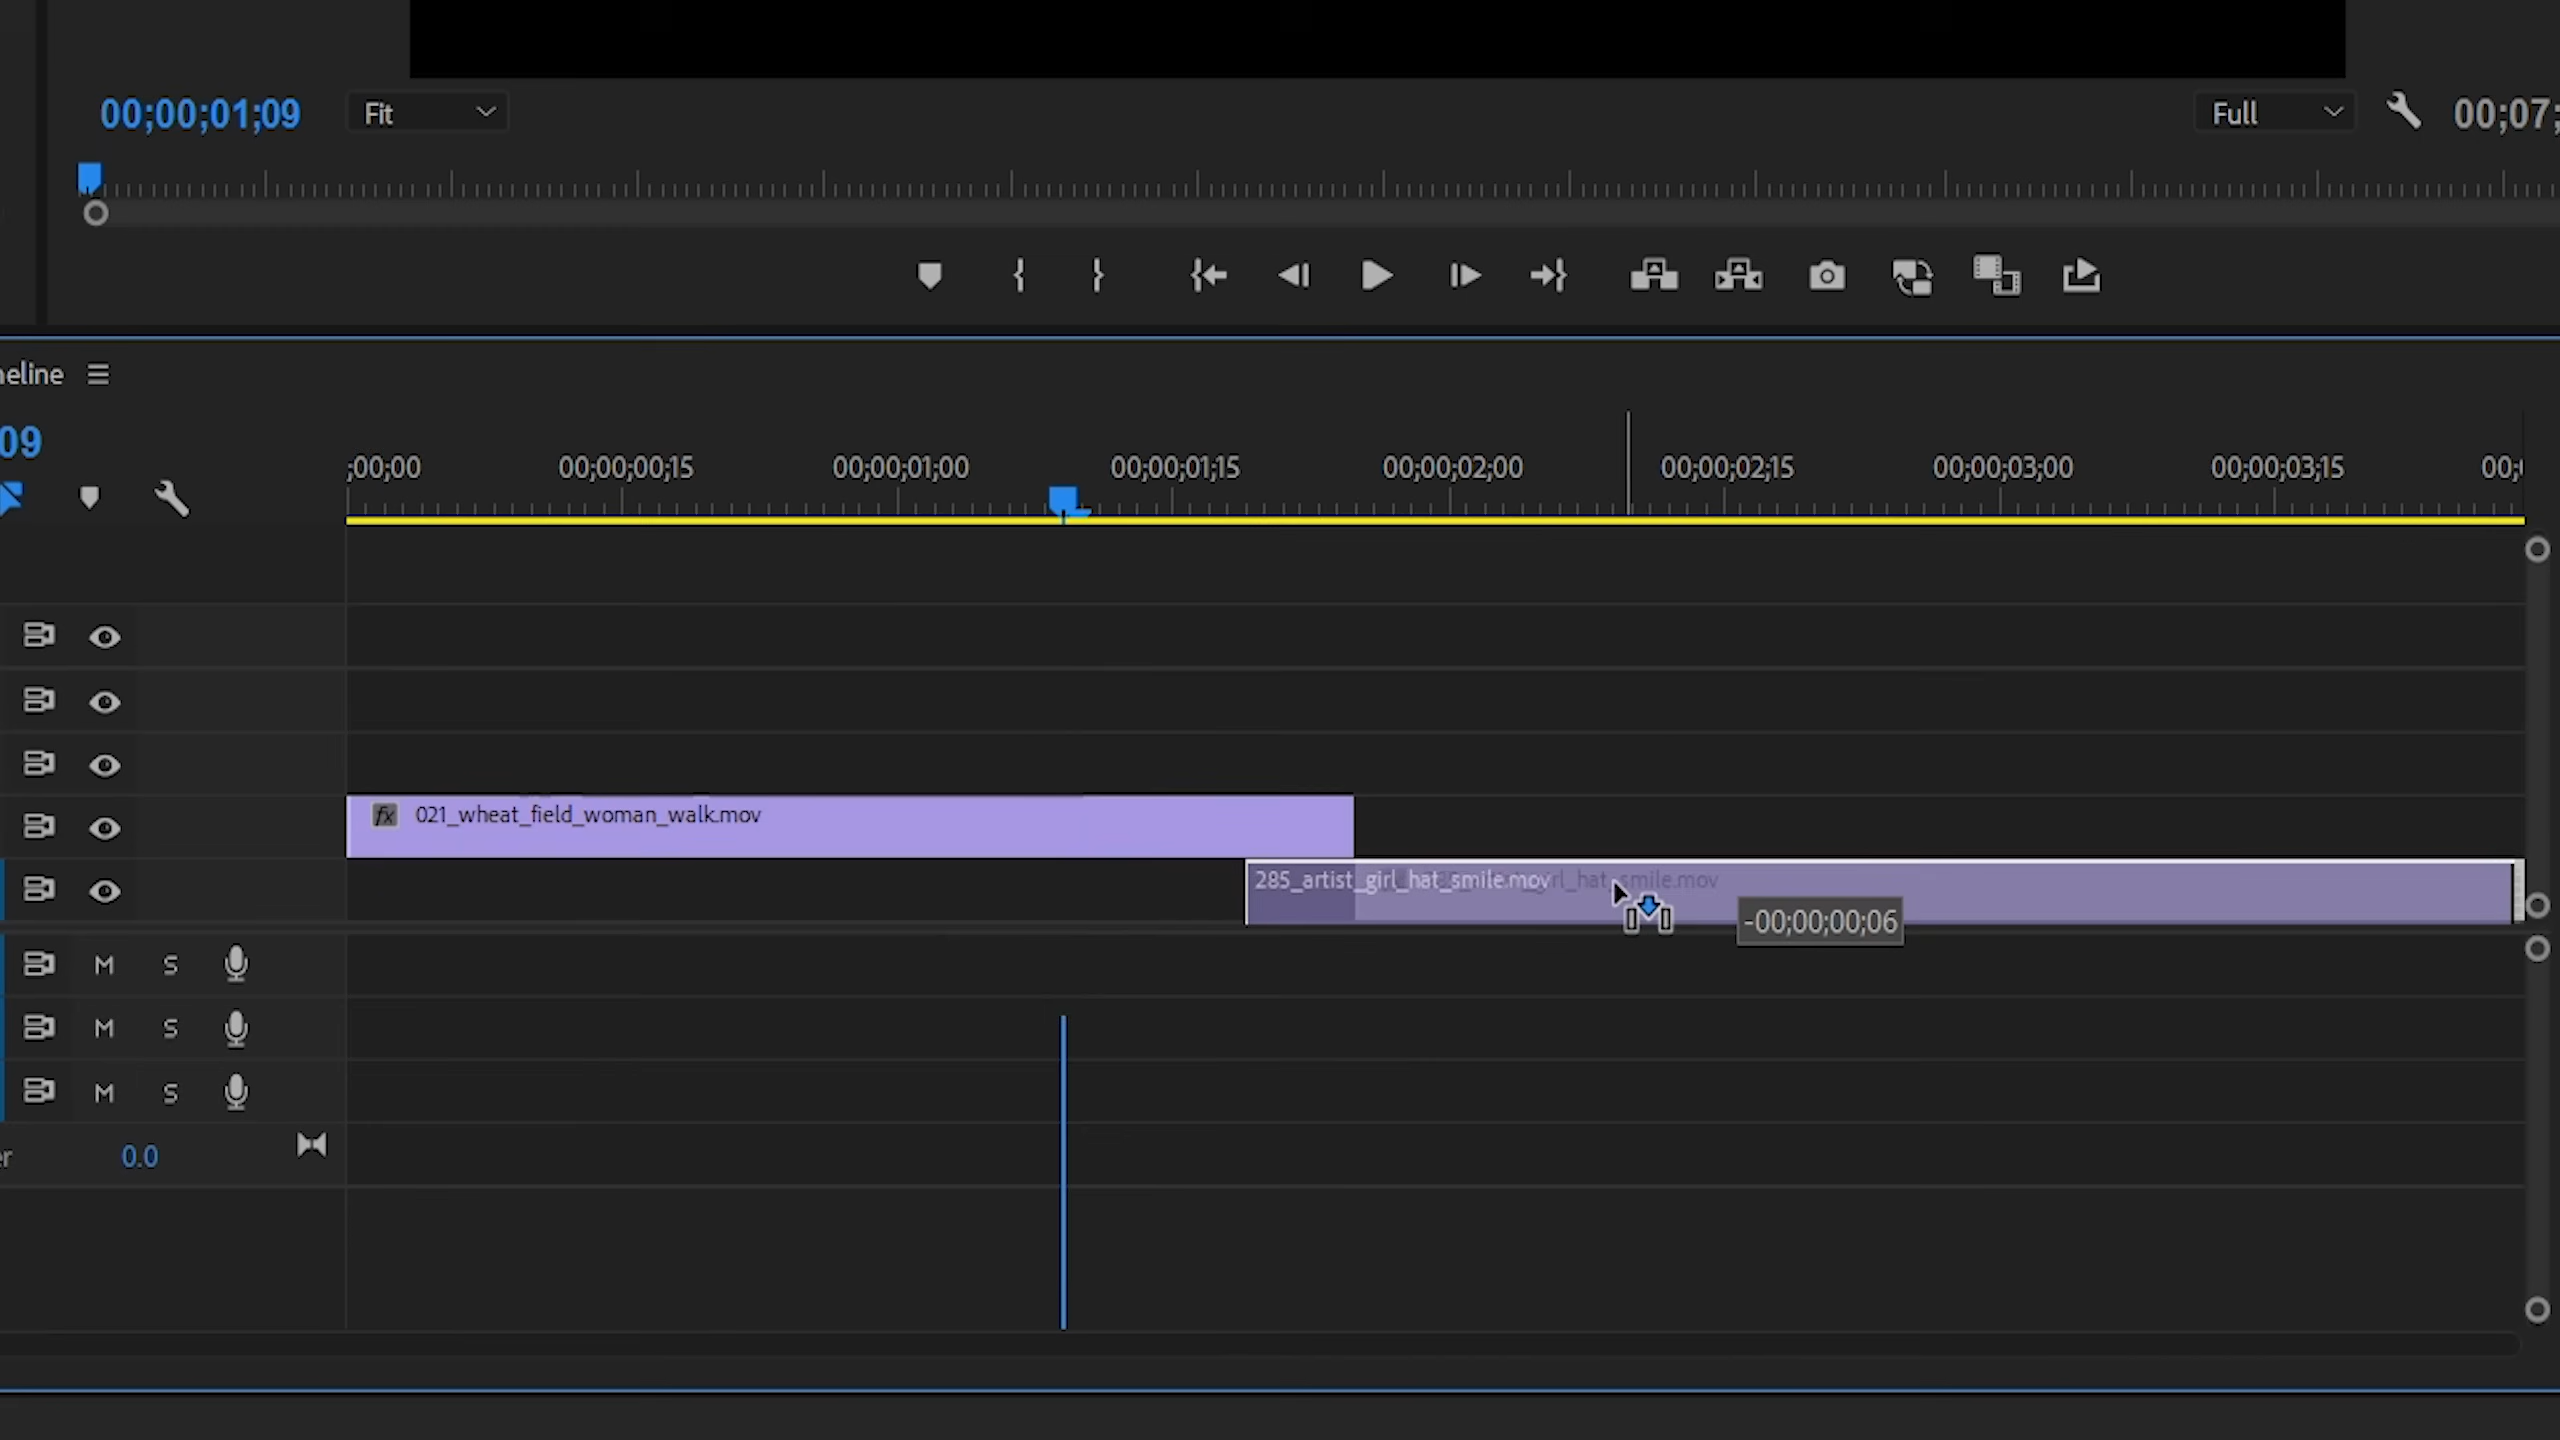 00;00;01;09 Fit Full 00;07;
eline
09
;00;00 00;00;00;15 00;00;01;00 00;00;01;15 00;00;02;00 00;00;02;15 00;00;03;00 00;00;03;15 00;
fx 021_wheat_field_woman_walk.mov
285_artist_girl_hat_smile.mov rl_hat_smile.mov
-00;00;00;06
M S
M S
M S
er 0.0